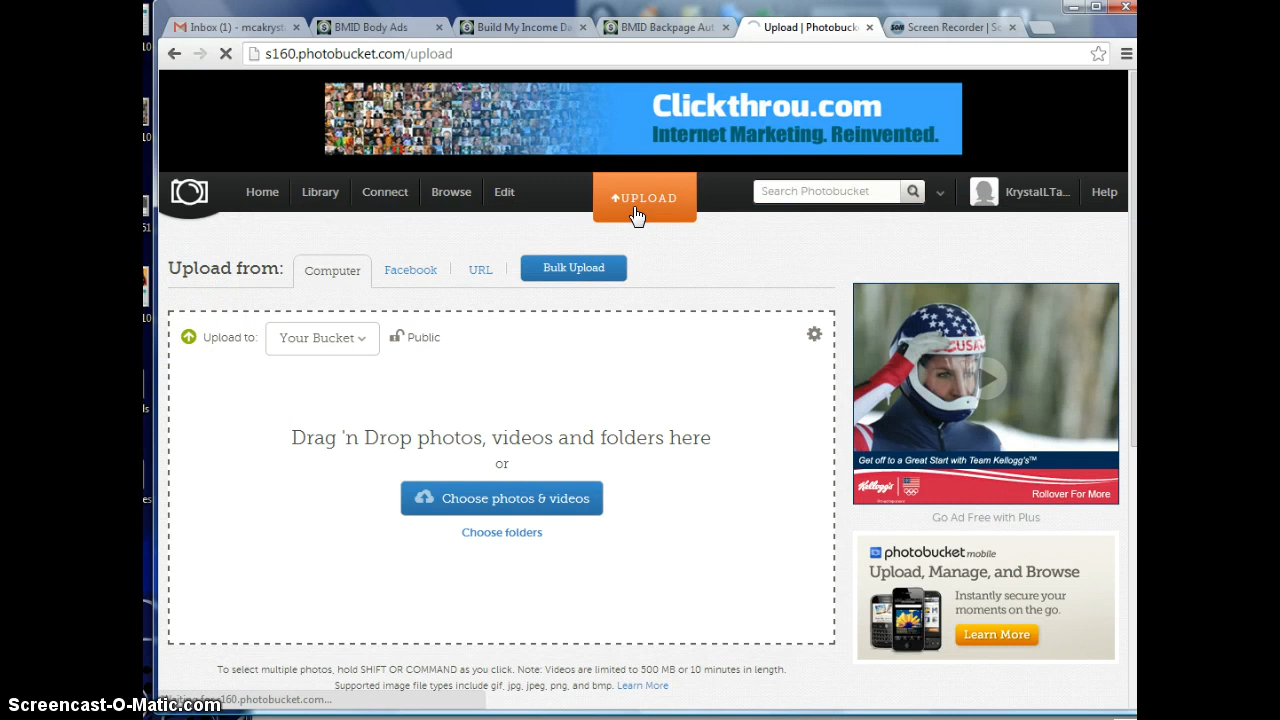 Inbox (1) - mcakryst
BMID Body Ads
Build My Income Da
BMID Backpage Aut
Upload | Photobuck
Screen Recorder | Sc
s160.photobucket.com/upload
Clickthrou.com
Internet Marketing. Reinvented.
Home
Library
Connect
Browse
Edit
UPLOAD
Search Photobucket
KrystalLTa...
Help
Upload from:
Computer
Facebook
URL
Bulk Upload
Upload to:
Your Bucket
Public
Drag 'n Drop photos, videos and folders here
or
Choose photos & videos
Choose folders
USA
Get off to a Great Start with Team Kellogg's™
Kellogg's
Rollover For More
Go Ad Free with Plus
photobucket mobile
Upload, Manage, and Browse
Instantly secure your
moments on the go.
Learn More
To select multiple photos, hold SHIFT OR COMMAND as you click. Note: Videos are limited to 500 MB or 10 minutes in length.
Supported image file types include gif, jpg, jpeg, png, and bmp. Learn More
Waiting for s160.photobucket.com...
Screencast-O-Matic.com